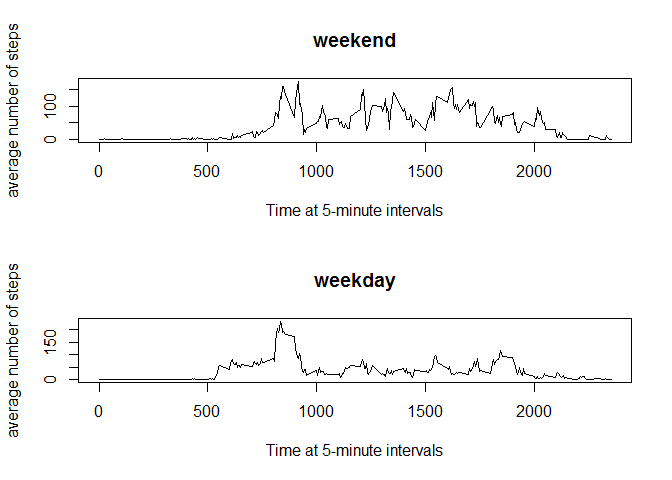 weekend
average number of steps
100
0
0
500
1000
1500
2000
Time at 5-minute intervals
weekday
average number of steps
150
0
0
500
1000
1500
2000
Time at 5-minute intervals